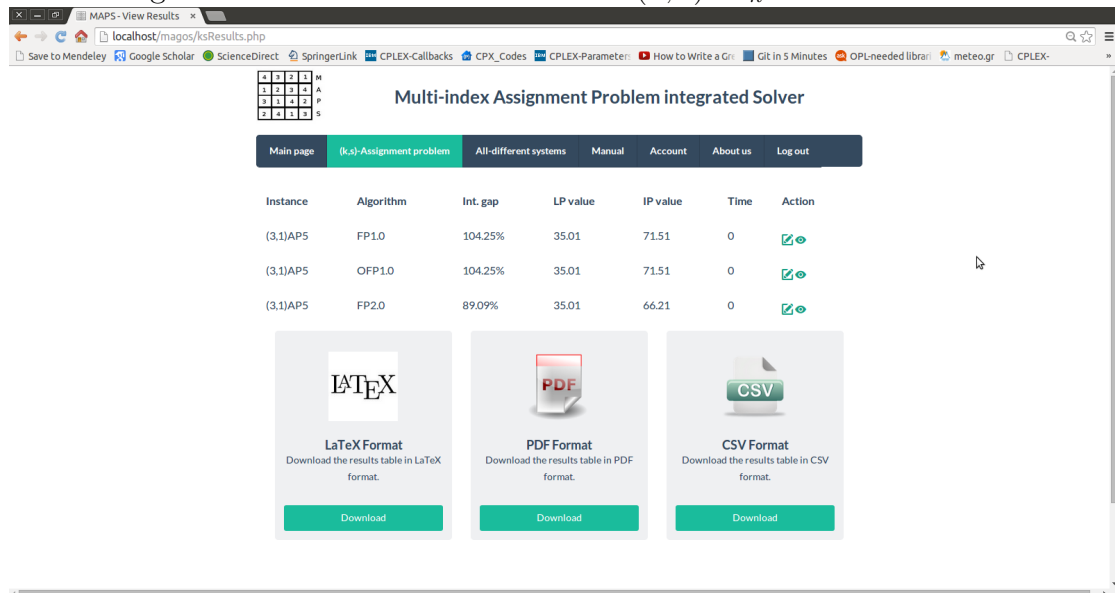 MAPS - View Results ×
localhost/magos/ksResults.php
Save to Mendeley Google Scholar ScienceDirect SpringerLink CPLEX-Callbacks CPX_Codes CPLEX-Parameter How to Write a Gre Git in 5 Minutes OPL-needed librari meteo.gr CPLEX- »
4 3 2 1 M
1 2 3 4 A
3 1 4 2 P
2 4 1 3 S
Multi-index Assignment Problem integrated Solver
Main page (k,s)-Assignment problem All-different systems Manual Account About us Log out
Instance Algorithm Int. gap LP value IP value Time Action
(3,1)AP5 FP1.0 104.25% 35.01 71.51 0
(3,1)AP5 OFP1.0 104.25% 35.01 71.51 0
(3,1)AP5 FP2.0 89.09% 35.01 66.21 0
LATEX PDF CSV
LaTeX Format PDF Format CSV Format
Download the results table in LaTeX Download the results table in PDF Download the results table in CSV
format. format. format.
Download Download Download